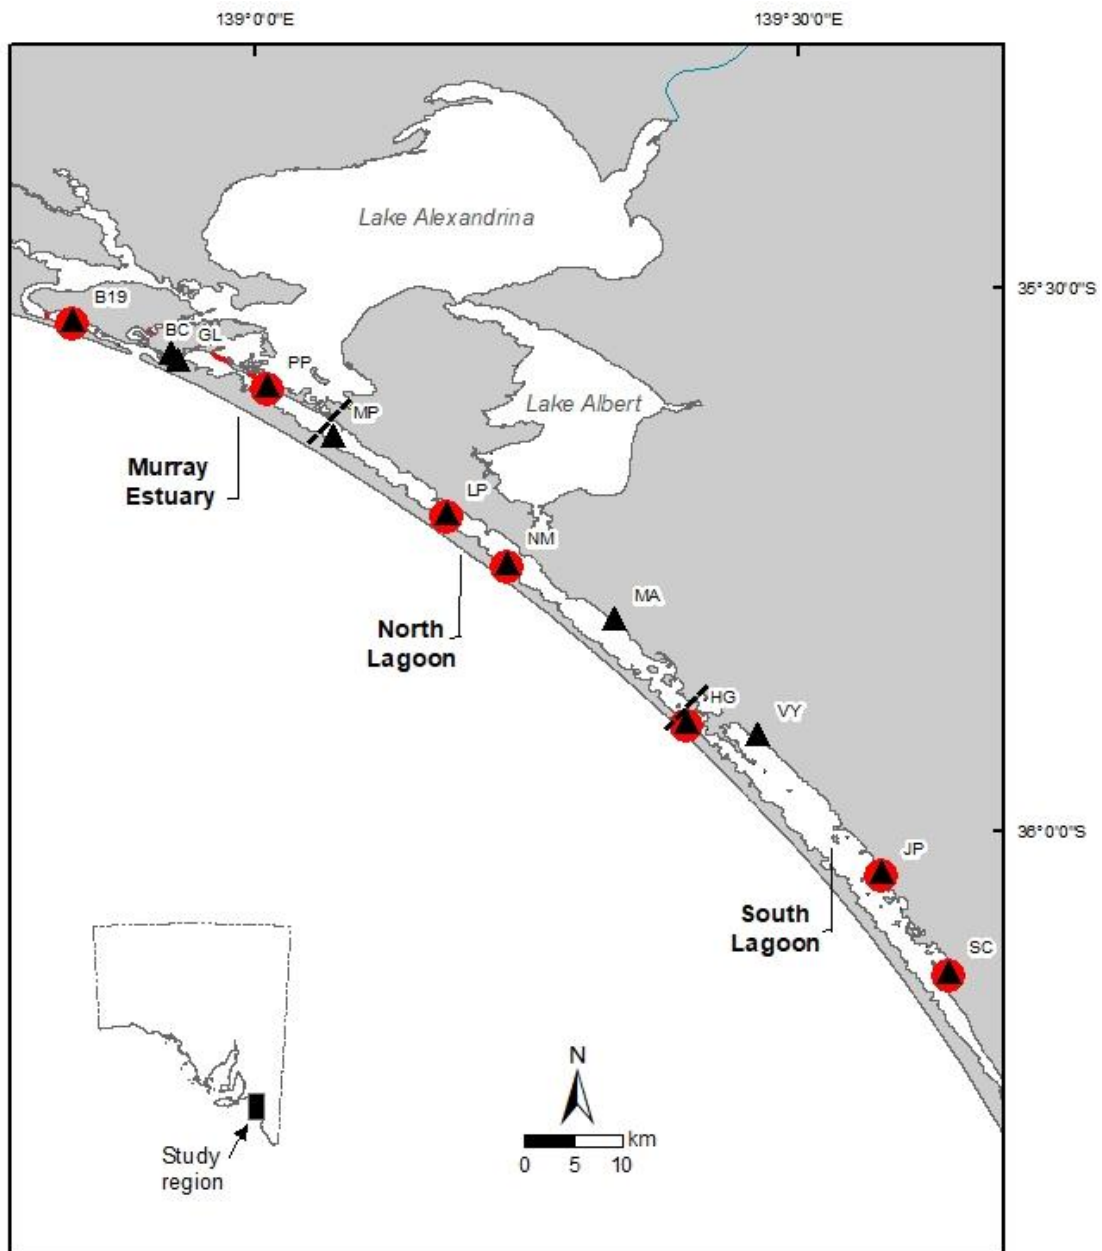 139° 0'0"E
139° 30'0"E
Lake Alexandrina
35° 30'0"S
B19
BC
GL
PP
Lake Albert
MP
Murray
Estuary
LP
NM
MA
North
Lagoon
HG
VY
36° 0'0"S
JP
South
Lagoon
SC
N
km
0 5 10
Study
region